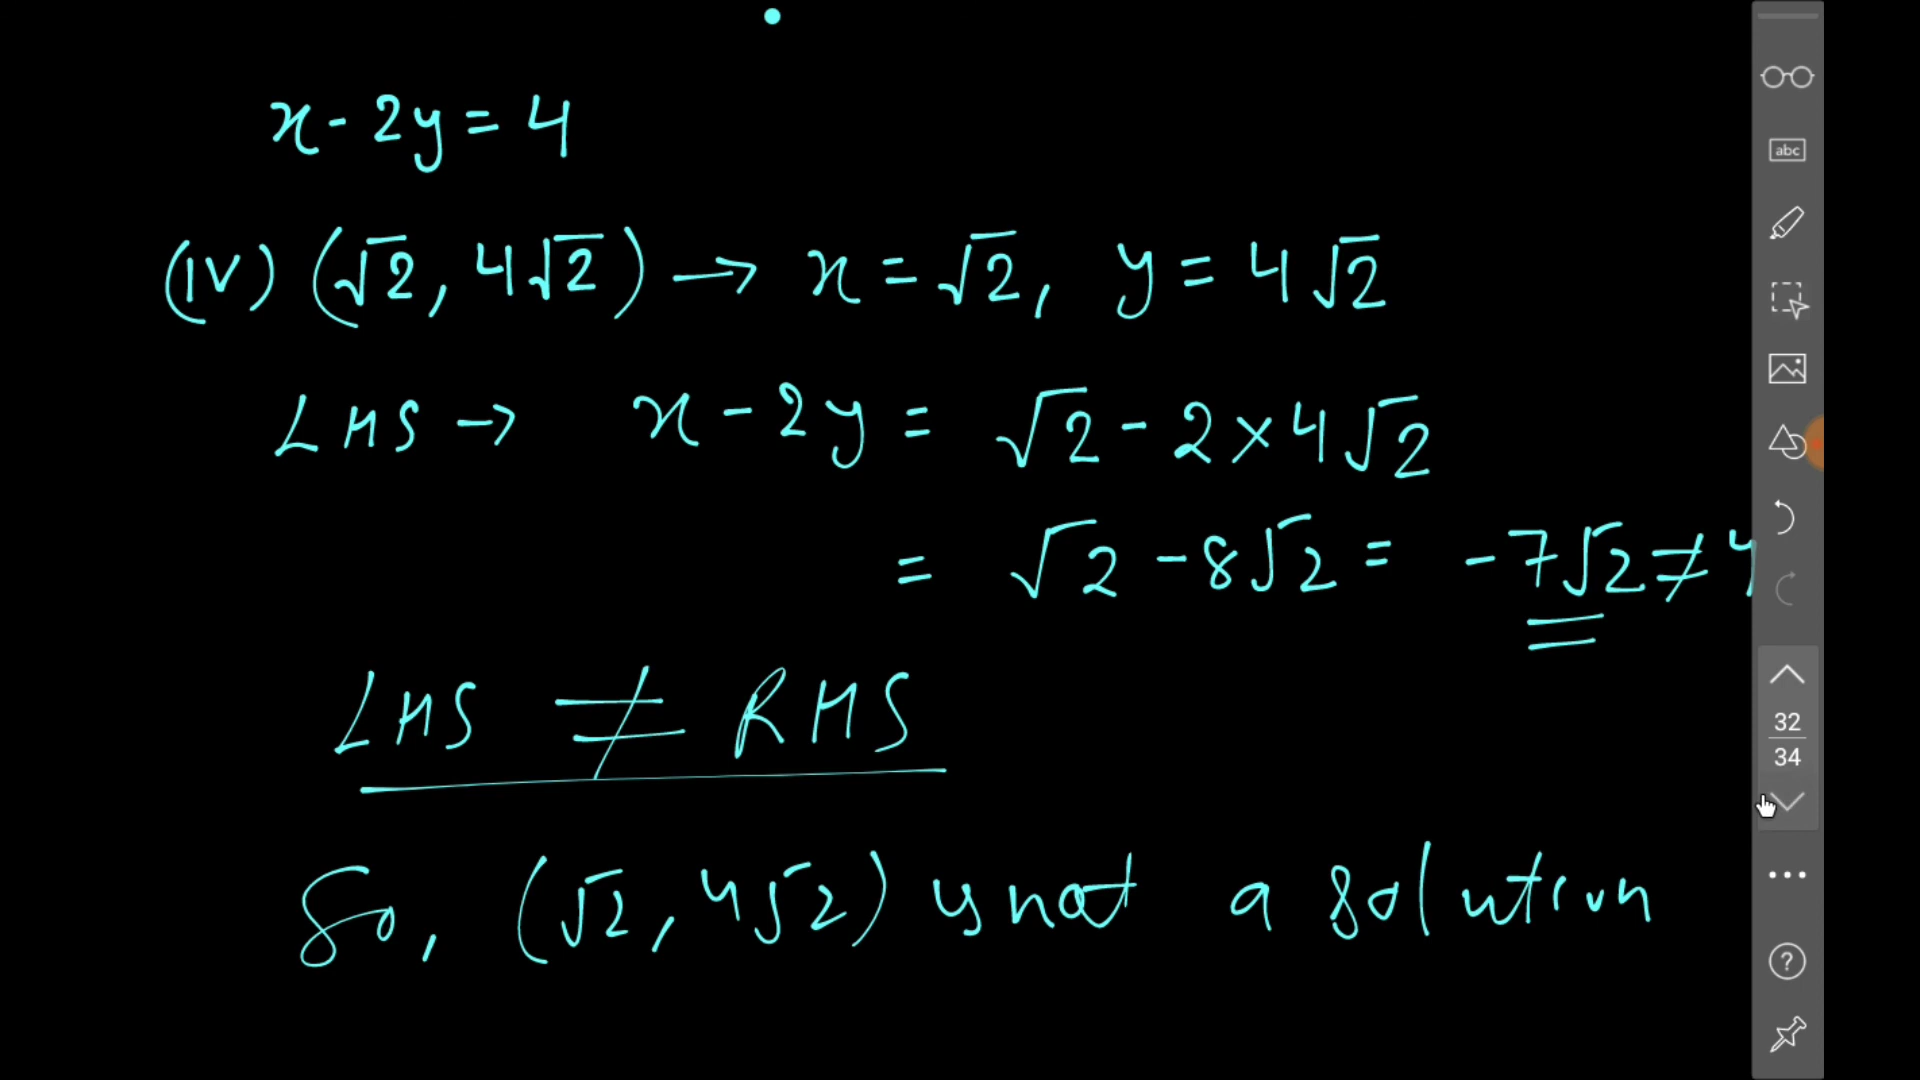 x - 2y = 4
(IV) (√2, 4√2) → x = √2, y = 4√2
LHS → x - 2y = √2 - 2×4√2
= √2 - 8√2 = -7√2 ≠ 4
LHS ≠ RHS
So, (√2, 4√2) is not a solution
abc
32
34
?